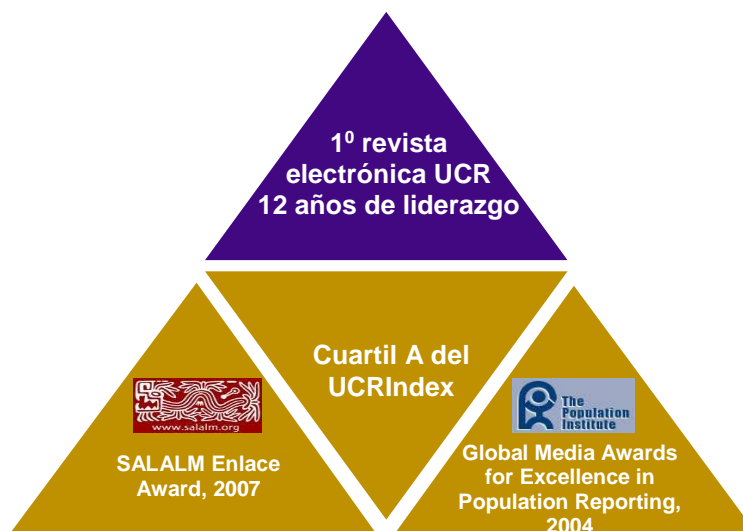 1⁰ revista
electrónica UCR
12 años de liderazgo
Cuartil A del
UCRIndex
www.salalm.org
SALALM Enlace
Award, 2007
The
Population
Institute
Global Media Awards
for Excellence in
Population Reporting,
2004